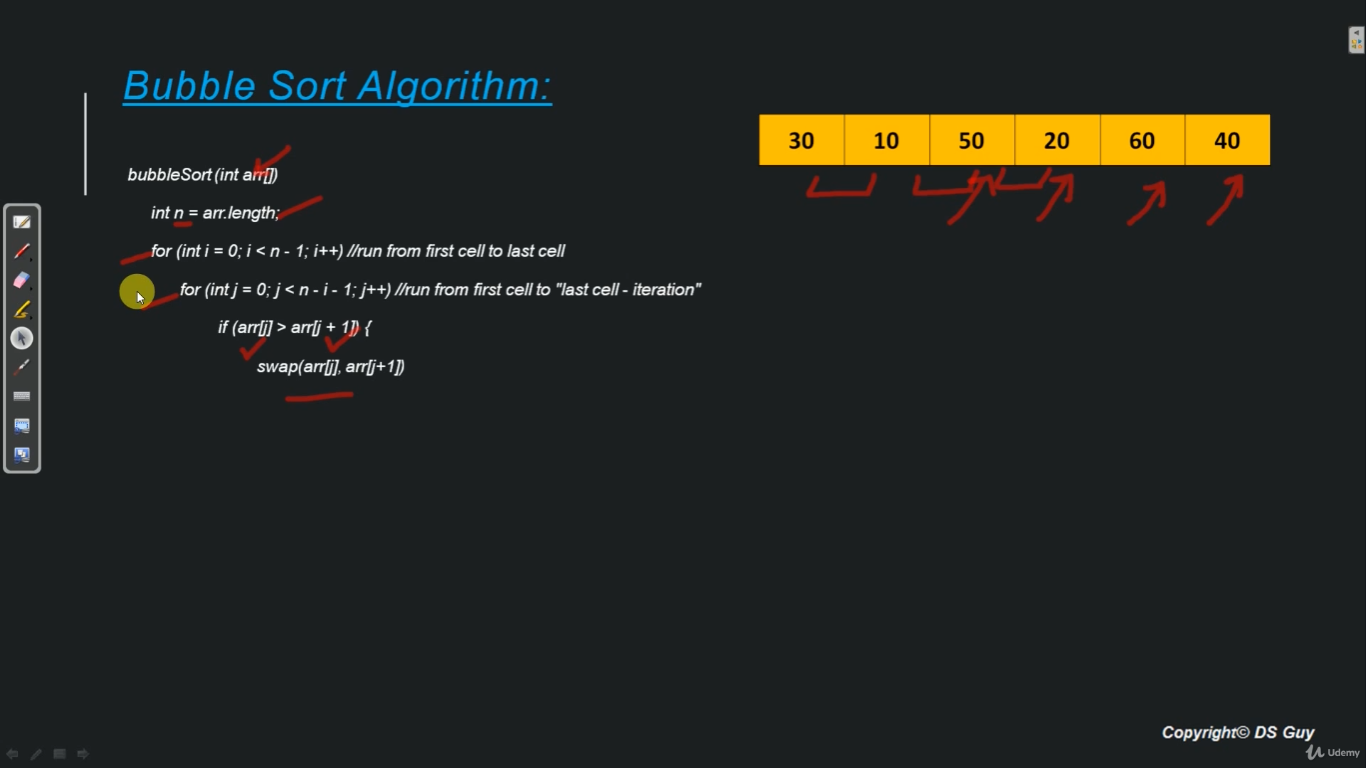 Bubble Sort Algorithm:
30 10 50 20 60 40
bubbleSort(int arr[])
int n = arr.length;
for (int i = 0; i < n - 1; i++) //run from first cell to last cell
for (int j = 0; j < n - i - 1; j++) //run from first cell to "last cell - iteration"
if (arr[j] > arr[j + 1]) {
swap(arr[j], arr[j+1])
Copyright© DS Guy
Udemy